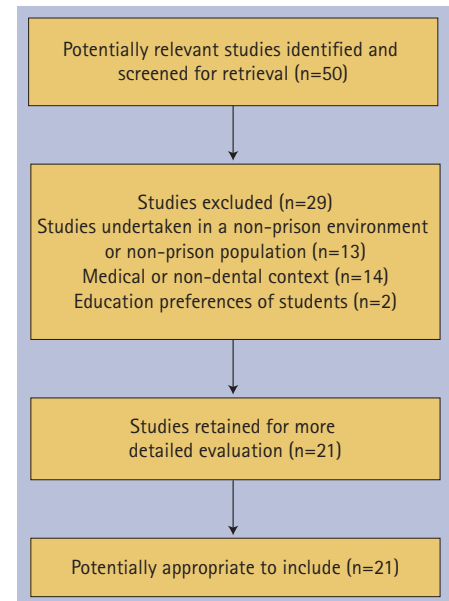 Potentially relevant studies identified and
screened for retrieval (n=50)
Studies excluded (n=29)
Studies undertaken in a non-prison environment
or non-prison population (n=13)
Medical or non-dental context (n=14)
Education preferences of students (n=2)
Studies retained for more
detailed evaluation (n=21)
Potentially appropriate to include (n=21)